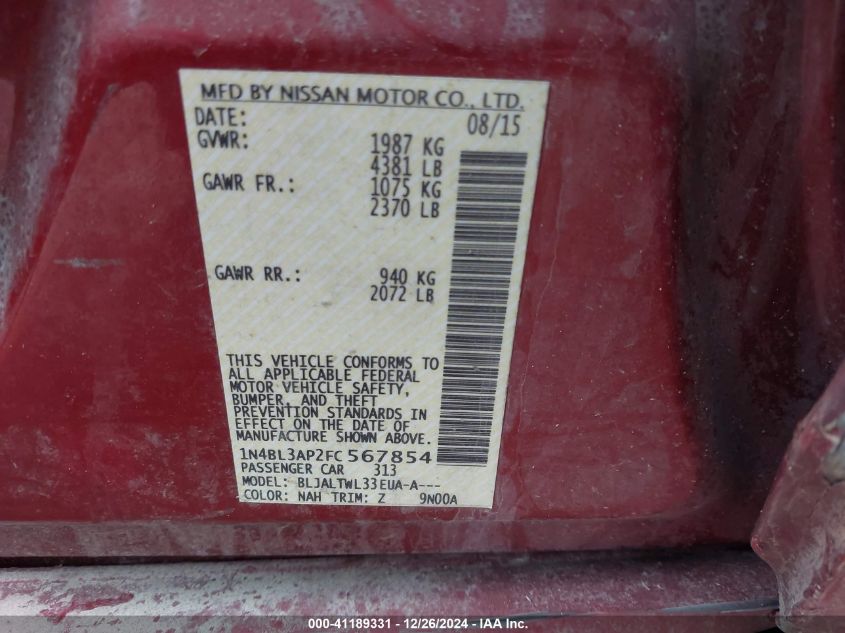 MFD BY NISSAN MOTOR CO., LTD.
DATE: 08/15
GVWR: 1987 KG
4381 LB
GAWR FR.: 1075 KG
2370 LB
GAWR RR.: 940 KG
2072 LB
THIS VEHICLE CONFORMS TO
ALL APPLICABLE FEDERAL
MOTOR VEHICLE SAFETY,
BUMPER, AND THEFT
PREVENTION STANDARDS IN
EFFECT ON THE DATE OF
MANUFACTURE SHOWN ABOVE.
1N4BL3AP2FC567854
PASSENGER CAR 313
MODEL: BLJALTWL33EUA-A---
COLOR: NAH TRIM: Z 9N00A
000-41189331 - 12/26/2024 - IAA Inc.